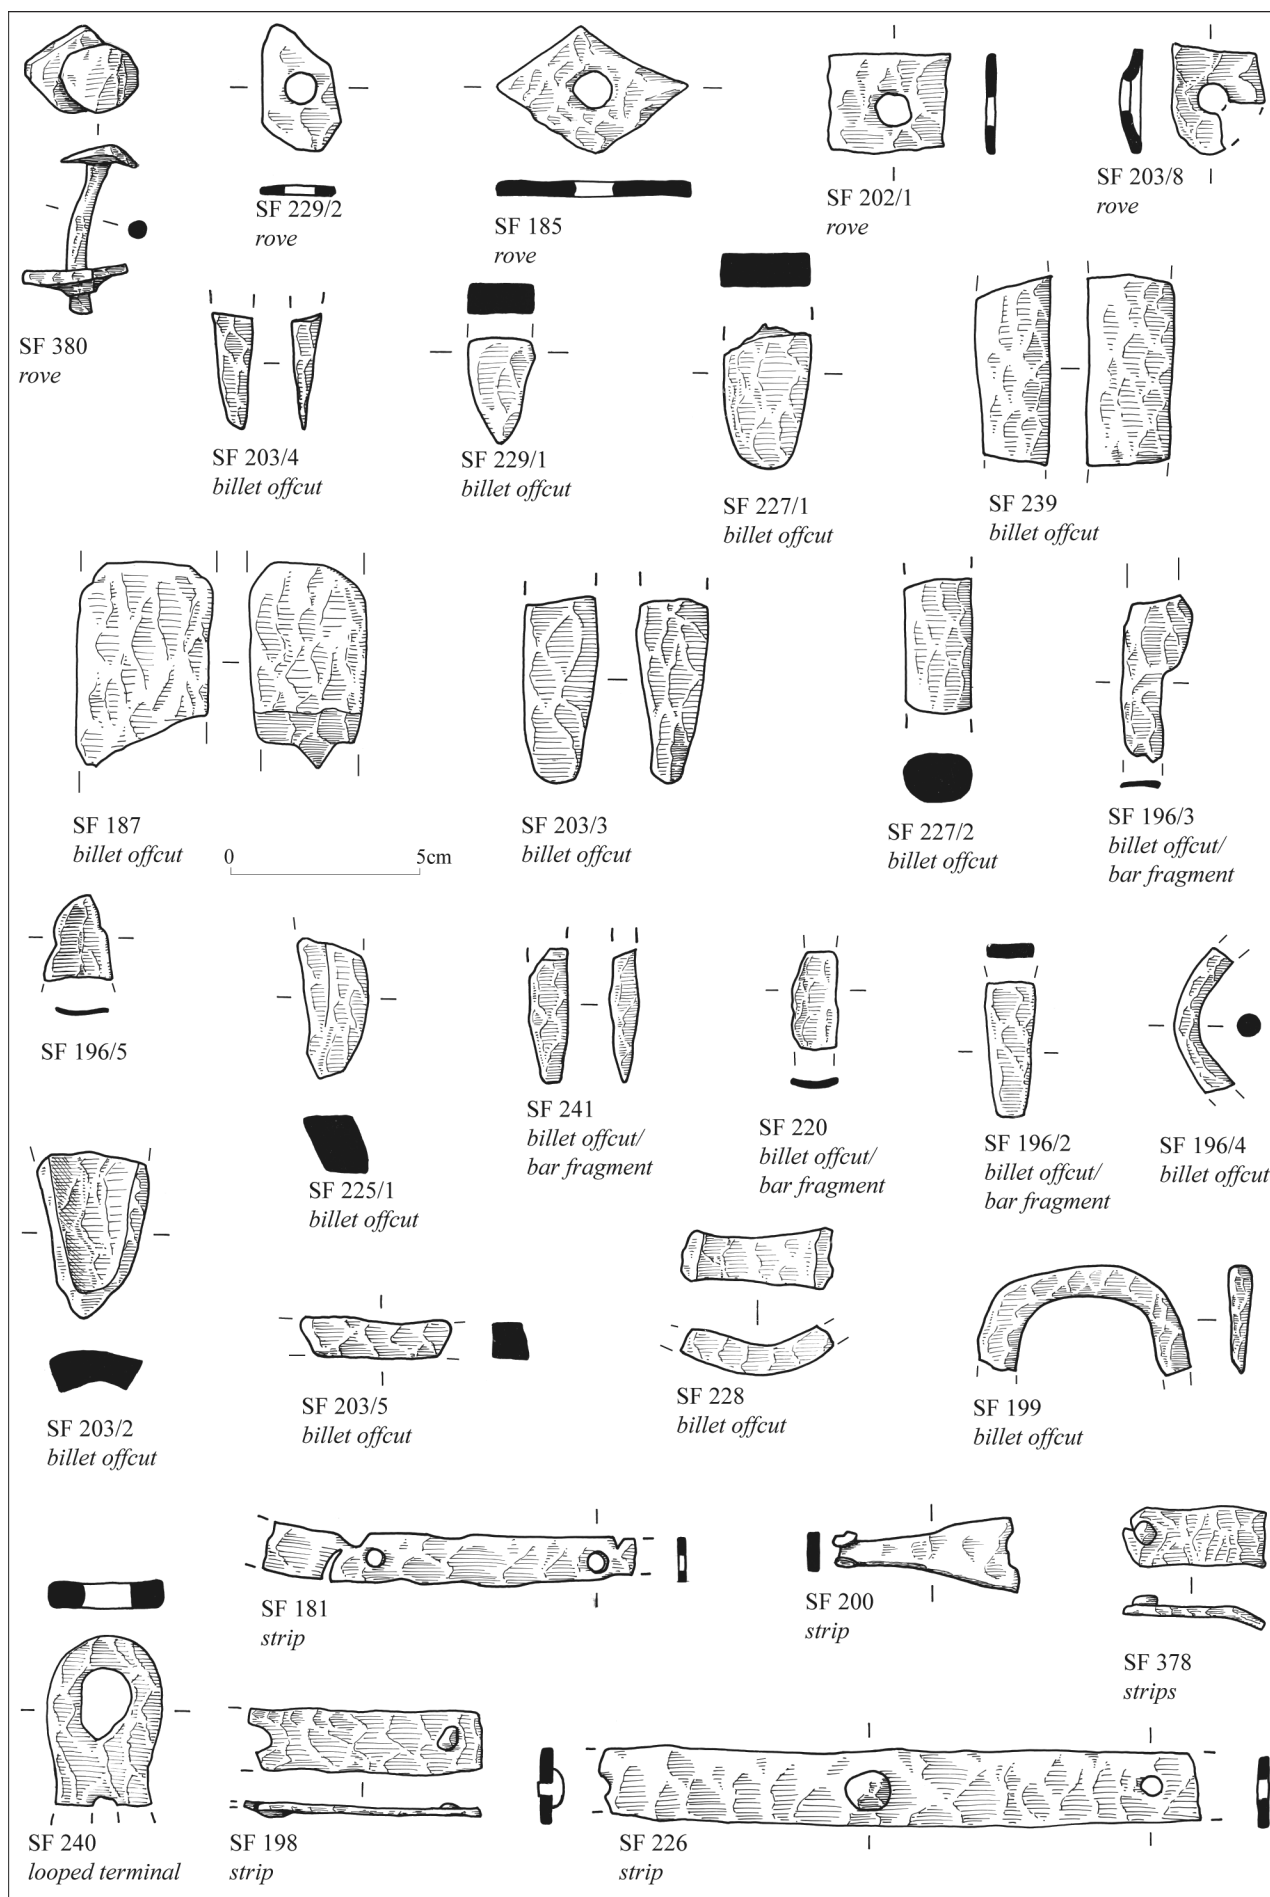 SF 380
rove
SF 229/2
rove
SF 185
rove
SF 202/1
rove
SF 203/8
rove
SF 203/4
billet offcut
SF 229/1
billet offcut
SF 227/1
billet offcut
SF 239
billet offcut
SF 187
billet offcut
0 5cm
SF 203/3
billet offcut
SF 227/2
billet offcut
SF 196/3
billet offcut/
bar fragment
SF 196/5
SF 225/1
billet offcut
SF 241
billet offcut/
bar fragment
SF 220
billet offcut/
bar fragment
SF 196/2
billet offcut/
bar fragment
SF 196/4
billet offcut
SF 203/2
billet offcut
SF 203/5
billet offcut
SF 228
billet offcut
SF 199
billet offcut
SF 181
strip
SF 200
strip
SF 378
strips
SF 240
looped terminal
SF 198
strip
SF 226
strip